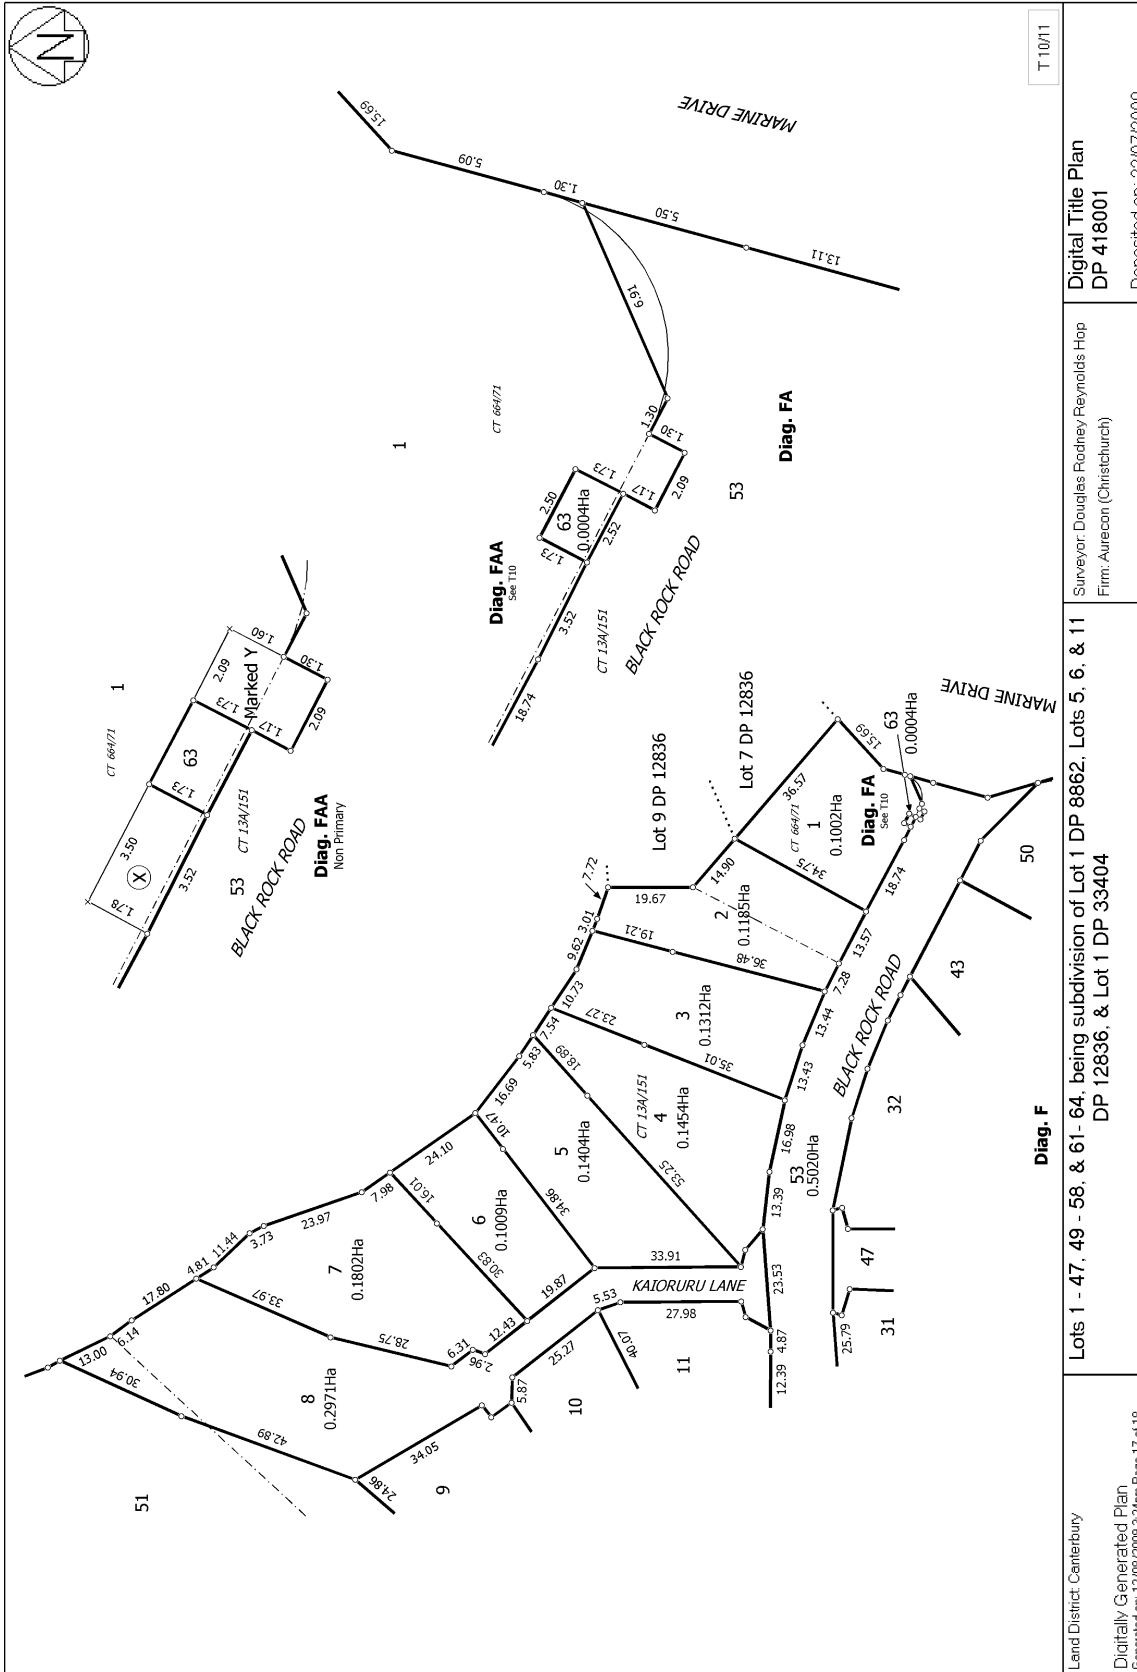 N
T 10/11
MARINE DRIVE
15.69
5.09
1.30
5.50
13.11
6.91
1
CT 664/71
1.30
1.30
2.09
1.17
1.73
2.50
63
0.0004Ha
1.73
2.52
3.52
18.74
CT 13A/151
BLACK ROCK ROAD
53
Diag. FAA
See T10
Diag. FA
1
CT 664/71
1.60
2.09
Marked Y
1.73
1.30
1.17
2.09
63
1.73
3.50
X
1.78
3.52
53
CT 13A/151
BLACK ROCK ROAD
Diag. FAA
Non Primary
Lot 9 DP 12836
Lot 7 DP 12836
MARINE DRIVE
63
0.0004Ha
15.69
36.57
CT 664/71
1
0.1002Ha
Diag. FA
See T10
34.75
18.74
14.90
19.67
7.72
2
0.1185Ha
3.01
19.21
36.48
13.57
7.28
9.62
10.73
3
0.1312Ha
23.27
35.01
13.44
13.43
7.54
5.83
18.89
CT 13A/151
4
0.1454Ha
53.25
16.98
13.39
53
0.5020Ha
BLACK ROCK ROAD
50
43
32
47
31
25.79
16.69
10.47
5
0.1404Ha
34.86
33.91
KAIORURU LANE
23.53
4.87
12.39
24.10
16.01
6
0.1009Ha
30.83
19.87
5.53
27.98
7.98
23.97
3.73
11.44
4.81
7
0.1802Ha
33.97
28.75
6.31
2.96
12.43
25.27
40.07
11
10
5.87
17.80
6.14
13.00
30.94
8
0.2971Ha
42.89
34.05
24.86
9
51
Diag. F
Land District: Canterbury
Digitally Generated Plan
Generated on: 12/08/2009 3:24pm Page 17 of 19
Lots 1 - 47, 49 - 58, & 61- 64, being subdivision of Lot 1 DP 8862, Lots 5, 6, & 11
DP 12836, & Lot 1 DP 33404
Surveyor: Douglas Rodney Reynolds Hop
Firm: Aurecon (Christchurch)
Digital Title Plan
DP 418001
Deposited on: